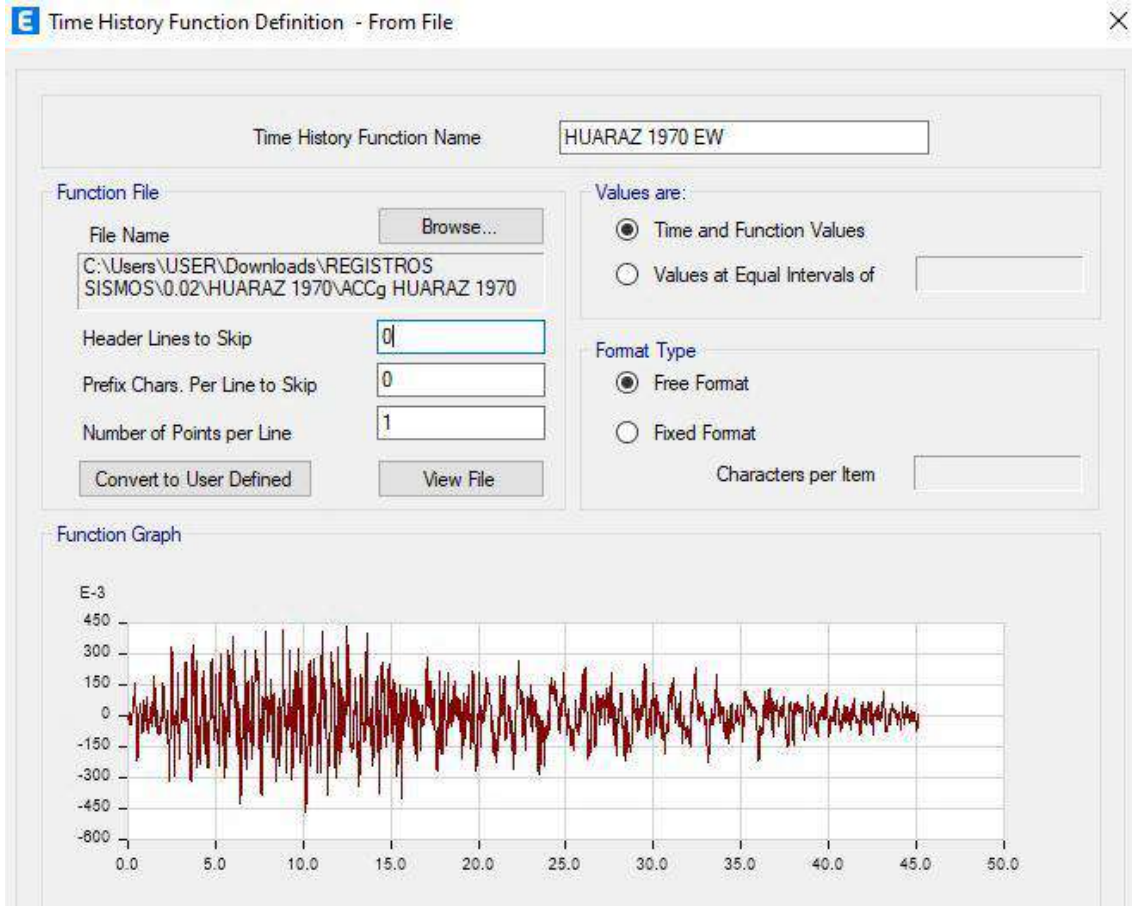 E Time History Function Definition - From File
Time History Function Name HUARAZ 1970 EW
Function File
File Name Browse...
C:\Users\USER\Downloads\REGISTROS
SISMOS\0.02\HUARAZ 1970\ACCg HUARAZ 1970
Header Lines to Skip 0
Prefix Chars. Per Line to Skip 0
Number of Points per Line 1
Convert to User Defined View File
Values are:
Time and Function Values
Values at Equal Intervals of
Format Type
Free Format
Fixed Format
Characters per Item
Function Graph
E-3
450
300
150
0
-150
-300
-450
-600
0.0 5.0 10.0 15.0 20.0 25.0 30.0 35.0 40.0 45.0 50.0